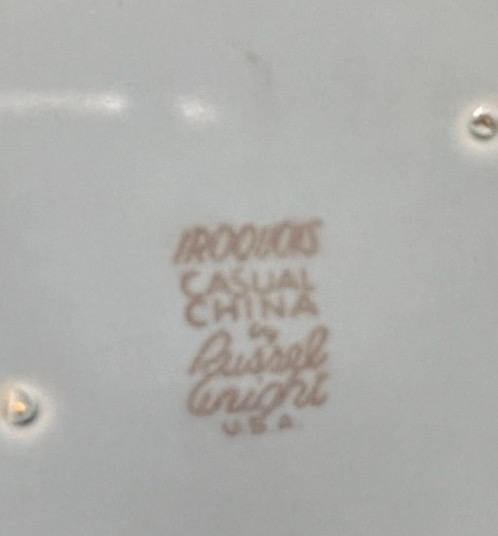 IROQUOIS
CASUAL
CHINA
by
Russel
Wright
U.S.A.